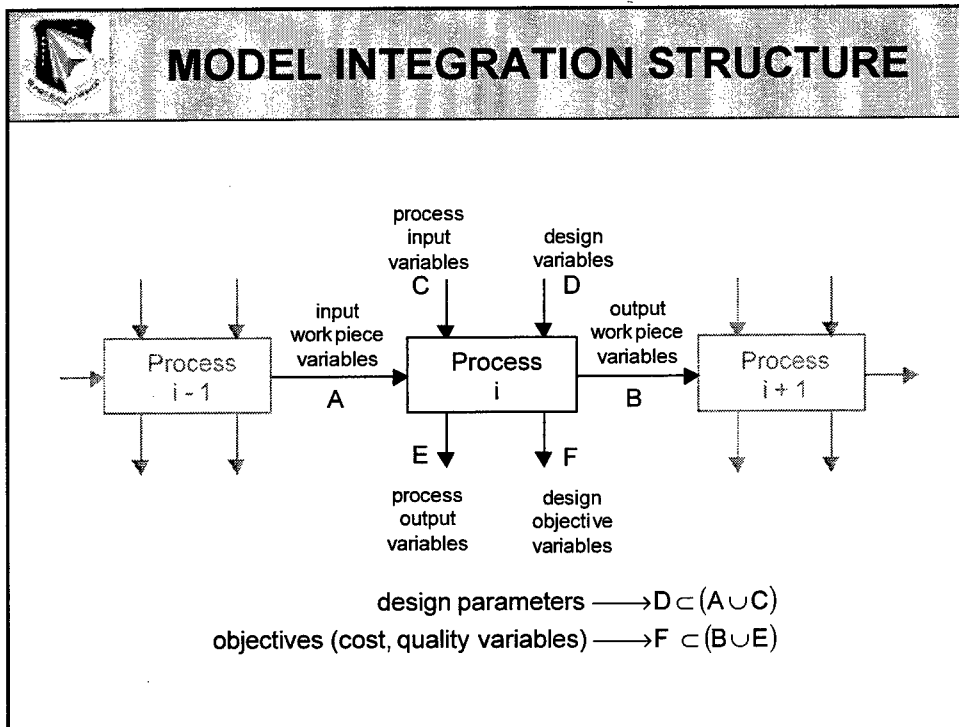 MODEL INTEGRATION STRUCTURE
process
input
variables
C
design
variables
D
input
work piece
variables
A
output
work piece
variables
B
Process
i - 1
Process
i
Process
i + 1
E
process
output
variables
F
design
objective
variables
design parameters ⟶ D ⊂ (A ∪ C)
objectives (cost, quality variables) ⟶ F ⊂ (B ∪ E)